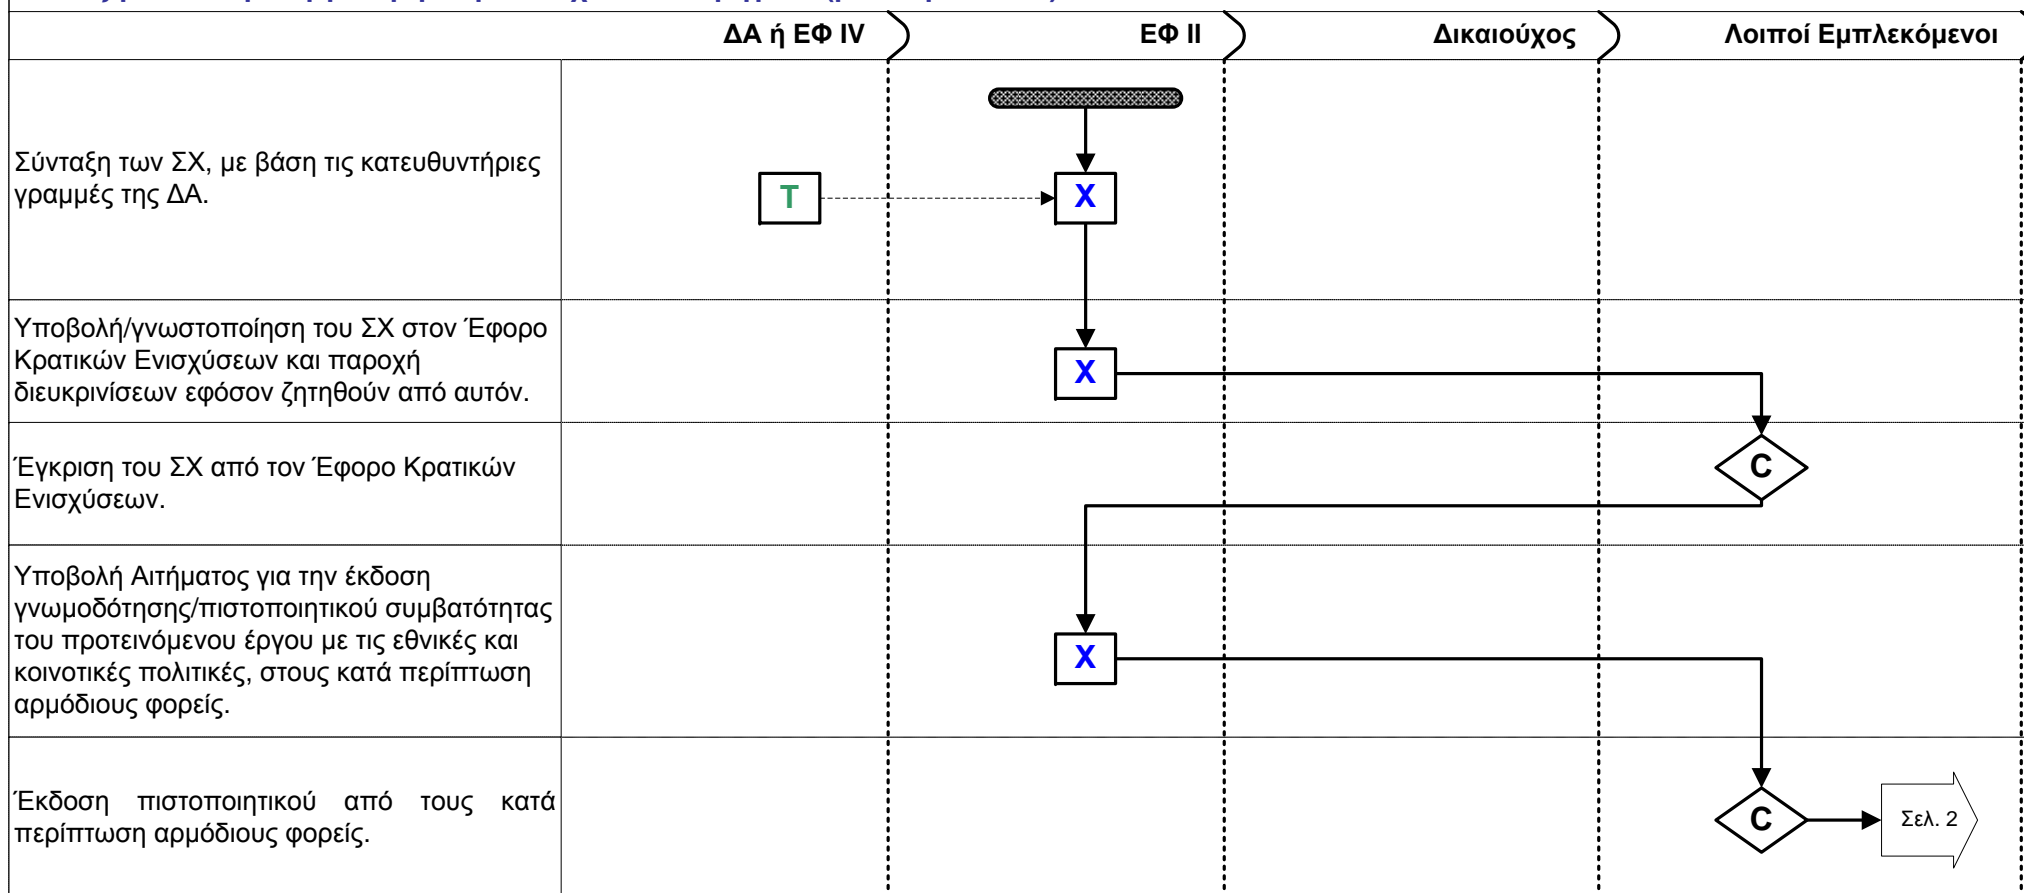 ΔΑ ή ΕΦ IV
ΕΦ II
Δικαιούχος
Λοιποί Εμπλεκόμενοι
Σύνταξη των ΣΧ, με βάση τις κατευθυντήριες
γραμμές της ΔΑ.
T
X
Υποβολή/γνωστοποίηση του ΣΧ στον Έφορο
Κρατικών Ενισχύσεων και παροχή
διευκρινίσεων εφόσον ζητηθούν από αυτόν.
X
Έγκριση του ΣΧ από τον Έφορο Κρατικών
Ενισχύσεων.
C
Υποβολή Αιτήματος για την έκδοση
γνωμοδότησης/πιστοποιητικού συμβατότητας
του προτεινόμενου έργου με τις εθνικές και
κοινοτικές πολιτικές, στους κατά περίπτωση
αρμόδιους φορείς.
X
Έκδοση πιστοποιητικού από τους κατά
περίπτωση αρμόδιους φορείς.
C
Σελ. 2